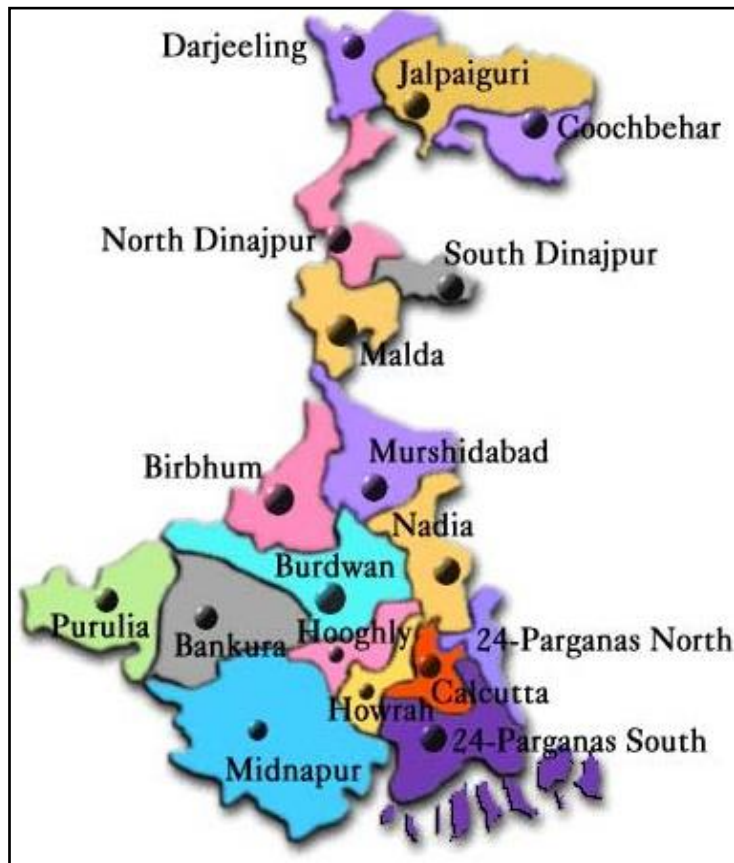 Darjeeling
Jalpaiguri
Coochbehar
North Dinajpur
South Dinajpur
Malda
Murshidabad
Birbhum
Nadia
Burdwan
Purulia
Bankura
Hooghly
24-Parganas North
Calcutta
Howrah
24-Parganas South
Midnapur